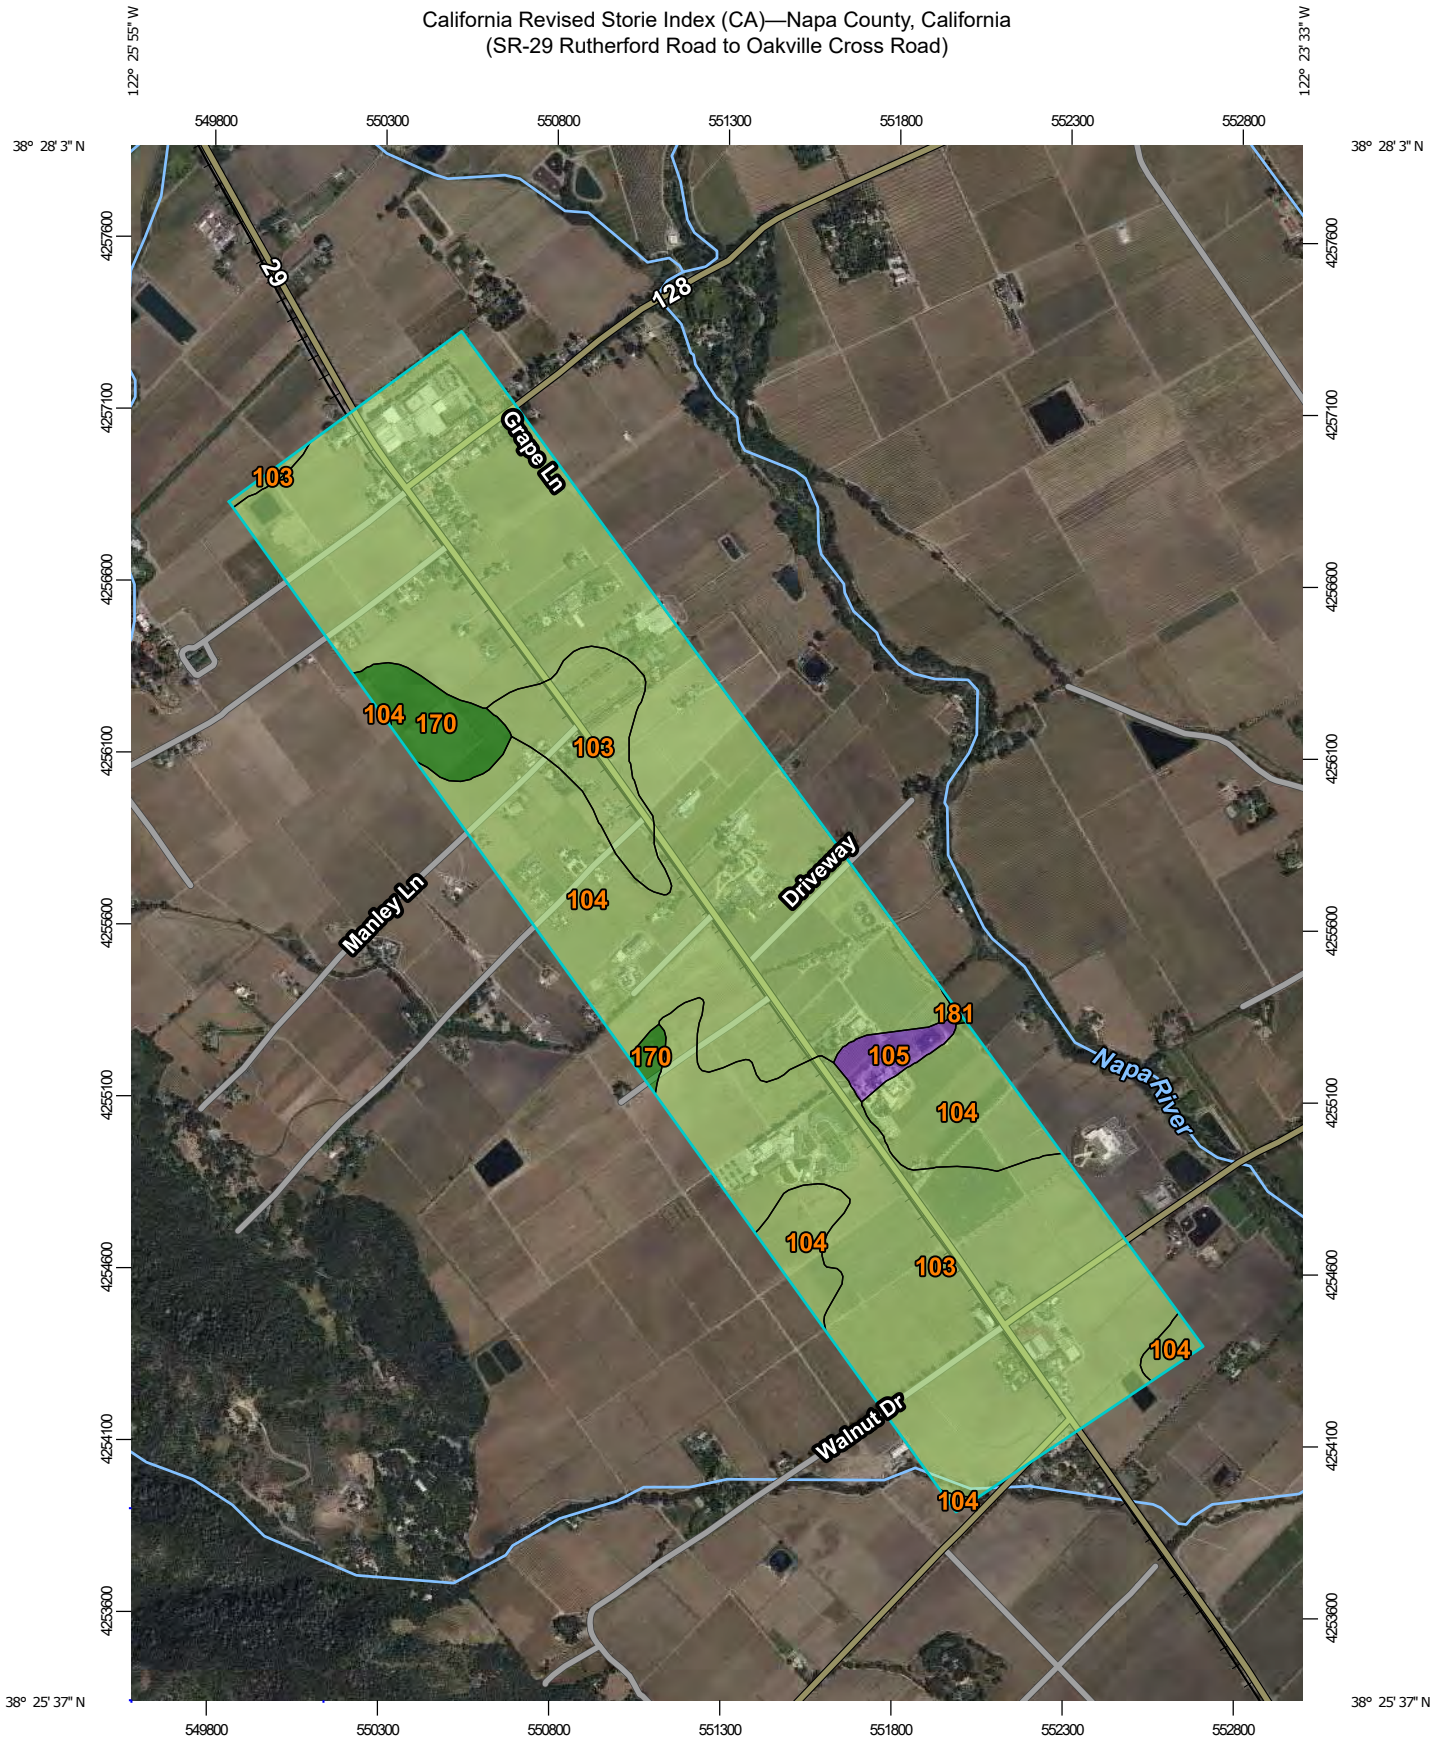 California Revised Storie Index (CA)—Napa County, California
(SR-29 Rutherford Road to Oakville Cross Road)
122° 25' 55" W
122° 23' 33" W
549800 550300 550800 551300 551800 552300 552800
38° 28' 3" N
38° 28' 3" N
4257600
4257600
29
128
4257100
4257100
Grape Ln
103
4256600
4256600
104
170
103
4256100
4256100
Driveway
Manley Ln
104
4255600
4255600
181
170
105
Napa River
4255100
4255100
104
104
103
4254600
4254600
104
Walnut Dr
4254100
4254100
104
4253600
4253600
38° 25' 37" N
38° 25' 37" N
549800 550300 550800 551300 551800 552300 552800